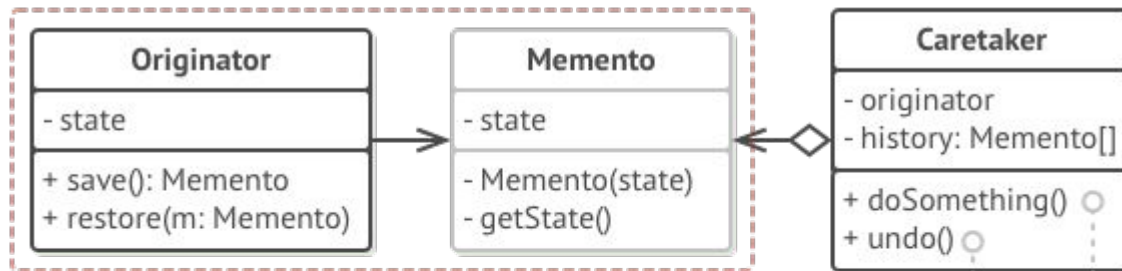 Originator
- state
+ save(): Memento
+ restore(m: Memento)
Memento
- state
- Memento(state)
- getState()
Caretaker
- originator
- history: Memento[]
+ doSomething()
+ undo()